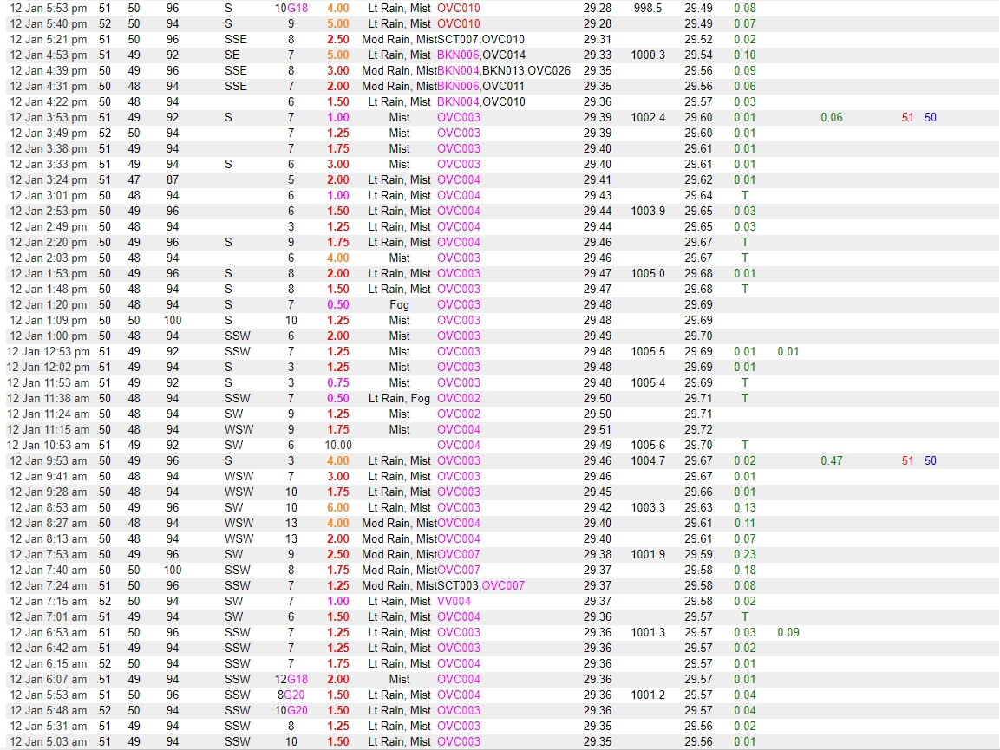 12 Jan 5:53 pm 51 50 96 S 10G18 4.00 Lt Rain, Mist OVC010 29.28 998.5 29.49 0.08
12 Jan 5:40 pm 52 50 94 S 9 5.00 Lt Rain, Mist OVC010 29.28 29.49 0.07
12 Jan 5:21 pm 51 50 96 SSE 8 2.50 Mod Rain, Mist SCT007,OVC010 29.31 29.52 0.02
12 Jan 4:53 pm 51 49 92 SE 7 5.00 Lt Rain, Mist BKN006,OVC014 29.33 1000.3 29.54 0.10
12 Jan 4:39 pm 50 49 96 SSE 8 3.00 Mod Rain, Mist BKN004,BKN013,OVC026 29.35 29.56 0.09
12 Jan 4:31 pm 50 48 94 SSE 7 2.00 Mod Rain, Mist BKN006,OVC011 29.35 29.56 0.06
12 Jan 4:22 pm 50 48 94 6 1.50 Lt Rain, Mist BKN004,OVC010 29.36 29.57 0.03
12 Jan 3:53 pm 51 49 92 S 7 1.00 Mist OVC003 29.39 1002.4 29.60 0.01 0.06 51 50
12 Jan 3:49 pm 52 50 94 7 1.25 Mist OVC003 29.39 29.60 0.01
12 Jan 3:38 pm 51 49 94 7 1.75 Mist OVC003 29.40 29.61 0.01
12 Jan 3:33 pm 51 49 94 S 6 3.00 Mist OVC003 29.40 29.61 0.01
12 Jan 3:24 pm 51 47 87 5 2.00 Lt Rain, Mist OVC004 29.41 29.62 0.01
12 Jan 3:01 pm 50 48 94 6 1.00 Lt Rain, Mist OVC004 29.43 29.64 T
12 Jan 2:53 pm 50 49 96 6 1.50 Lt Rain, Mist OVC004 29.44 1003.9 29.65 0.03
12 Jan 2:49 pm 50 48 94 3 1.25 Lt Rain, Mist OVC004 29.44 29.65 0.03
12 Jan 2:20 pm 50 49 96 S 9 1.75 Lt Rain, Mist OVC004 29.46 29.67 T
12 Jan 2:03 pm 50 48 94 6 4.00 Mist OVC003 29.46 29.67 T
12 Jan 1:53 pm 50 49 96 S 8 2.00 Lt Rain, Mist OVC003 29.47 1005.0 29.68 0.01
12 Jan 1:48 pm 50 48 94 S 8 1.50 Lt Rain, Mist OVC003 29.47 29.68 T
12 Jan 1:20 pm 50 48 94 S 7 0.50 Fog OVC003 29.48 29.69
12 Jan 1:09 pm 50 50 100 S 10 1.25 Mist OVC003 29.48 29.69
12 Jan 1:00 pm 50 48 94 SSW 6 2.00 Mist OVC003 29.49 29.70
12 Jan 12:53 pm 51 49 92 SSW 7 1.25 Mist OVC003 29.48 1005.5 29.69 0.01 0.01
12 Jan 12:02 pm 51 49 94 S 3 1.25 Mist OVC003 29.48 29.69 0.01
12 Jan 11:53 am 51 49 92 S 3 0.75 Mist OVC003 29.48 1005.4 29.69 T
12 Jan 11:38 am 50 48 94 SSW 7 0.50 Lt Rain, Fog OVC002 29.50 29.71 T
12 Jan 11:24 am 50 48 94 SW 9 1.25 Mist OVC002 29.50 29.71
12 Jan 11:15 am 50 48 94 WSW 9 1.75 Mist OVC004 29.51 29.72
12 Jan 10:53 am 51 49 92 SW 6 10.00 OVC004 29.49 1005.6 29.70 T
12 Jan 9:53 am 50 49 96 S 3 4.00 Lt Rain, Mist OVC003 29.46 1004.7 29.67 0.02 0.47 51 50
12 Jan 9:41 am 50 48 94 WSW 7 3.00 Lt Rain, Mist OVC003 29.46 29.67 0.01
12 Jan 9:28 am 50 48 94 WSW 10 1.75 Lt Rain, Mist OVC003 29.45 29.66 0.01
12 Jan 8:53 am 50 49 96 SW 10 6.00 Lt Rain, Mist OVC003 29.42 1003.3 29.63 0.13
12 Jan 8:27 am 50 48 94 WSW 13 4.00 Mod Rain, Mist OVC004 29.40 29.61 0.11
12 Jan 8:13 am 50 48 94 WSW 13 2.00 Mod Rain, Mist OVC004 29.40 29.61 0.07
12 Jan 7:53 am 50 49 96 SW 9 2.50 Mod Rain, Mist OVC007 29.38 1001.9 29.59 0.23
12 Jan 7:40 am 50 50 100 SSW 8 1.75 Mod Rain, Mist OVC007 29.37 29.58 0.18
12 Jan 7:24 am 51 50 96 SSW 7 1.25 Mod Rain, Mist SCT003,OVC007 29.37 29.58 0.08
12 Jan 7:15 am 52 50 94 SW 7 1.00 Lt Rain, Mist VV004 29.37 29.58 0.02
12 Jan 7:01 am 51 49 94 SW 6 1.50 Lt Rain, Mist OVC004 29.36 29.57 T
12 Jan 6:53 am 51 50 96 SSW 7 1.25 Lt Rain, Mist OVC003 29.36 1001.3 29.57 0.03 0.09
12 Jan 6:42 am 51 49 94 SSW 7 1.25 Lt Rain, Mist OVC003 29.36 29.57 0.02
12 Jan 6:15 am 52 50 94 SSW 7 1.75 Lt Rain, Mist OVC004 29.36 29.57 0.01
12 Jan 6:07 am 51 49 94 SSW 12G18 2.00 Mist OVC004 29.36 29.57 0.01
12 Jan 5:53 am 51 50 96 SSW 8G20 1.50 Lt Rain, Mist OVC004 29.36 1001.2 29.57 0.04
12 Jan 5:48 am 52 50 94 SSW 10G20 1.50 Lt Rain, Mist OVC003 29.36 29.57 0.04
12 Jan 5:31 am 51 49 94 SSW 8 1.25 Lt Rain, Mist OVC003 29.35 29.56 0.02
12 Jan 5:03 am 51 49 94 SSW 10 1.50 Lt Rain, Mist OVC003 29.35 29.56 0.01